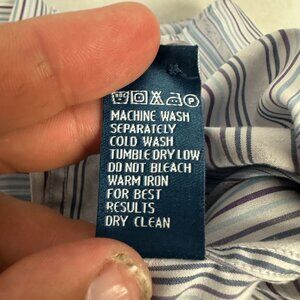 MACHINE WASH
SEPARATELY
COLD WASH
TUMBLE DRY LOW
DO NOT BLEACH
WARM IRON
FOR BEST
RESULTS
DRY CLEAN